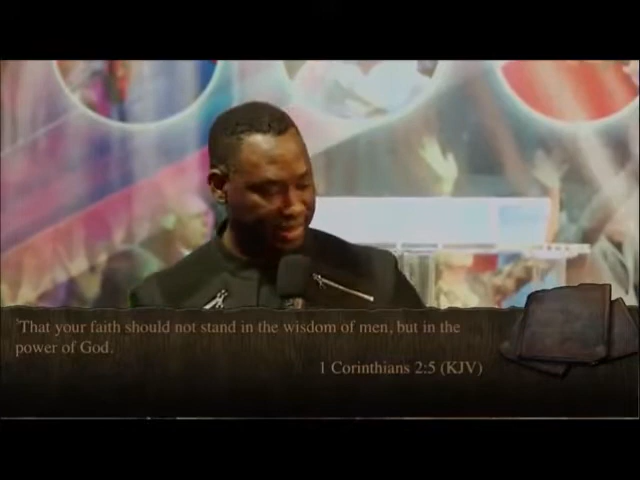 'That your faith should not stand in the wisdom of men, but in the
power of God.
1 Corinthians 2:5 (KJV)